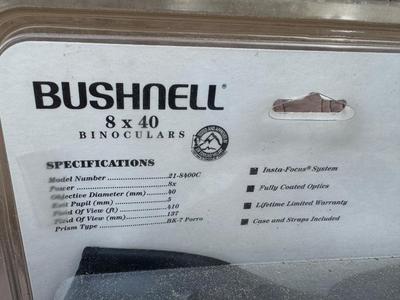 BUSHNELL®
8 x 40
BINOCULARS
SPECIFICATIONS
Model Number ........................ 21-8400C
Power ........................ 8x
Objective Diameter (mm) ........................ 40
Exit Pupil (mm) ........................ 5
Field Of View (ft) ........................ 410
Field Of View (mm) ........................ 137
Prism Type ........................ BK-7 Porro
Insta-Focus® System
Fully Coated Optics
Lifetime Limited Warranty
Case and Straps Included